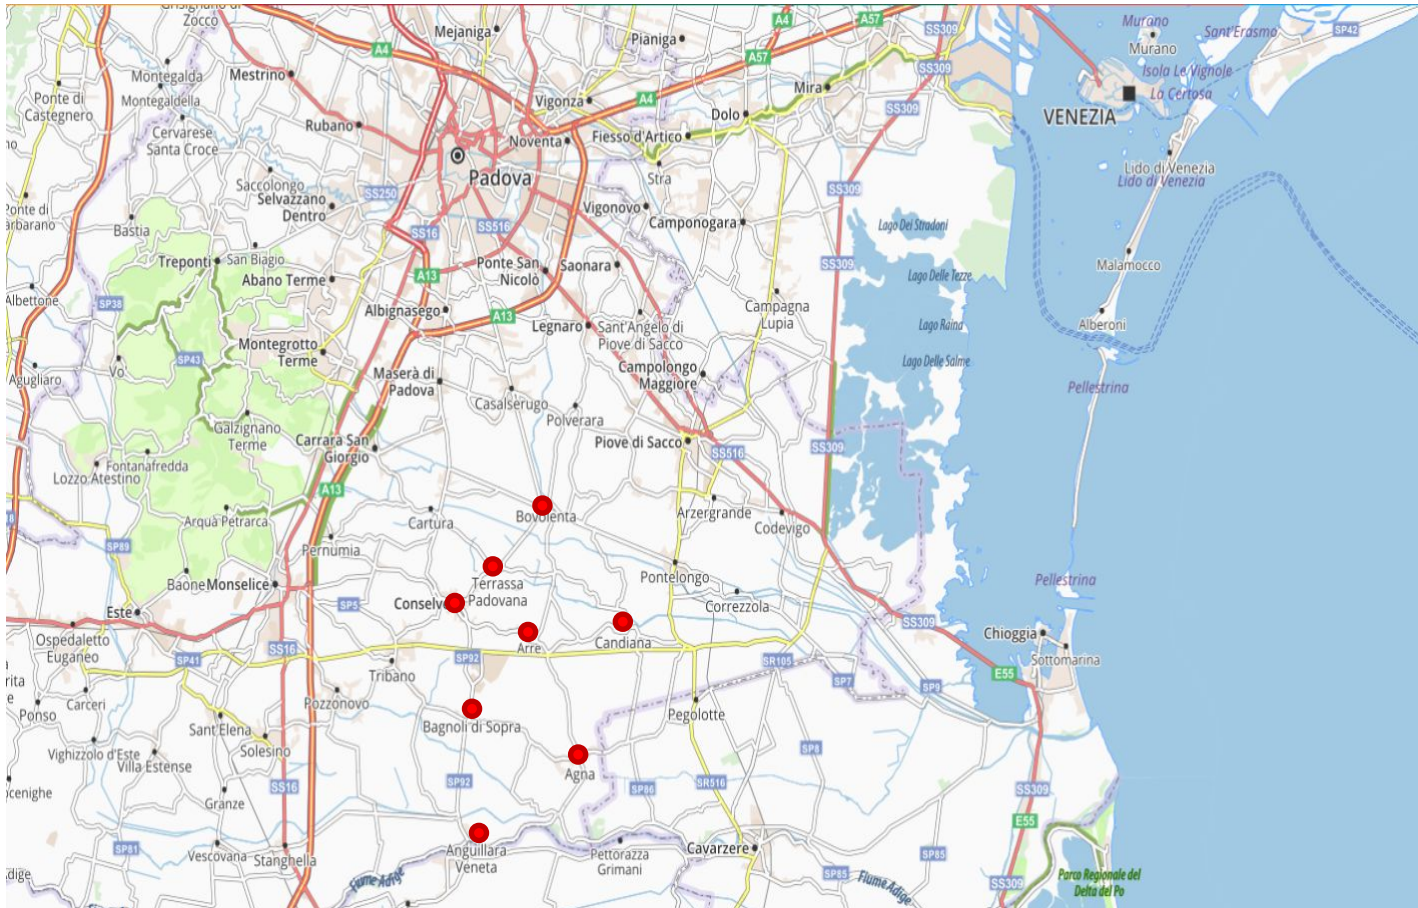 Zocco
Mejaniga
Pianiga
A4
A57
SS309
Murano
Murano
Sant'Erasmo
SP42
A4
A57
Montegalda
Mestrino
Ponte di
Castegnero
Montegaldella
Vigonza
A4
Mira
SS309
Isola Le Vignole
La Certosa
VENEZIA
Cervarese
Santa Croce
Rubano
Noventa
Dolo
Fiesso d'Artico
SS309
Padova
Stra
Lido di Venezia
Lido di Venezia
Saccolongo
Selvazzano
Dentro
SS250
SS309
Ponte di
Barbarano
Bastia
SS16
SS516
Vigonovo
Camponogara
Lago Dei Stradoni
Treponti
San Biagio
Ponte San
Nicolò
Saonara
SS309
Malamocco
Abano Terme
A13
Lago Delle Tezze
Albettone
SP38
Albignasego
A13
Legnaro
Campagna
Lupia
Sant'Angelo di
Piove di Sacco
Lago Raina
Alberoni
Montegrotto
Terme
SP43
Vo
Agugliaro
Maserà di
Padova
Campolongo
Maggiore
Lago Delle Salme
Pellestrina
Casalserugo
Polverara
Galzignano
Terme
Carrara San
Giorgio
Piove di Sacco
SS516
SS309
Fontanafredda
Lozzo Atestino
A13
Arquà Petrarca
Cartura
Bovolenta
Arzergrande
Codevigo
SP89
Pernumia
Baone
Monselice
Terrassa
Padovana
Pontelongo
Pellestrina
Este
SP5
Conselve
Correzzola
SS309
Chioggia
Ospedaletto
Euganeo
SS16
Arre
Candiana
Sottomarina
SP41
SP92
SR105
E55
Tribano
SP7
SP9
Ponso
Carceri
Pozzonovo
Pegolotte
Sant'Elena
Bagnoli di Sopra
Vighizzolo d'Este
Villa Estense
Solesino
SP8
Agna
SP92
SP86
SR516
SS16
SS309
Granze
E55
Anguillara
Veneta
Cavarzere
SP81
Vescovana
Stanghella
Pettorazza
Grimani
SP85
Fiume Adige
SP85
Fiume Adige
SS309
Parco Regionale del
Delta del Po